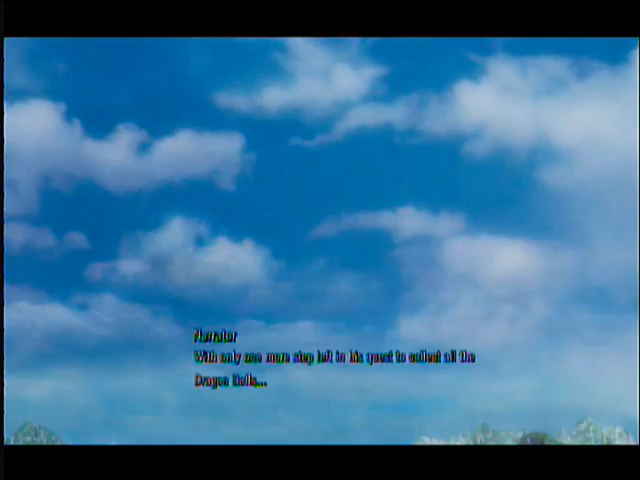 Narrator
With only one more step left in his quest to collect all the
Dragon Balls...